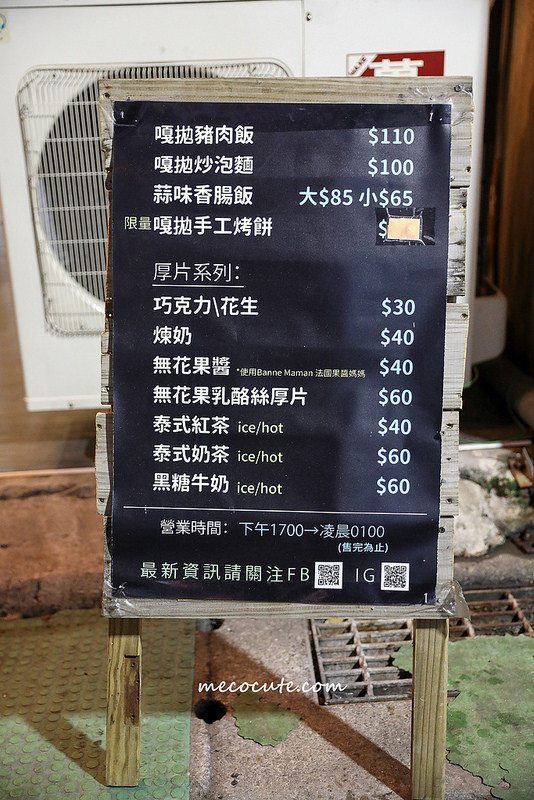 嘎拋豬肉飯 $110
嘎拋炒泡麵 $100
蒜味香腸飯 大$85 小$65
限量 嘎拋手工烤餅 $
厚片系列：
巧克力\花生 $30
煉奶 $40
無花果醬 *使用Banne Maman 法國果醬媽媽 $40
無花果乳酪絲厚片 $60
泰式紅茶 ice/hot $40
泰式奶茶 ice/hot $60
黑糖牛奶 ice/hot $60
營業時間： 下午1700→凌晨0100
(售完為止)
最新資訊請關注FB IG
mecocute.com